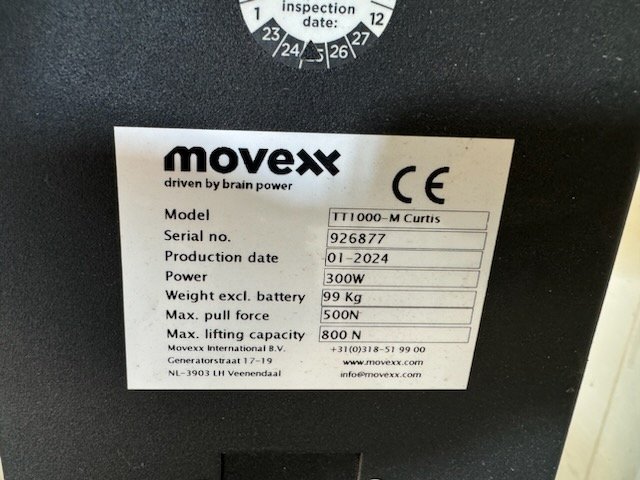 inspection
date:
1 12
23 24 25 26 27
movexx
driven by brain power
CE
Model TT1000-M Curtis
Serial no. 926877
Production date 01-2024
Power 300W
Weight excl. battery 99 Kg
Max. pull force 500N
Max. lifting capacity 800 N
Movexx International B.V. +31(0)318-51 99 00
Generatorstraat 17-19 www.movexx.com
NL-3903 LH Veenendaal info@movexx.com